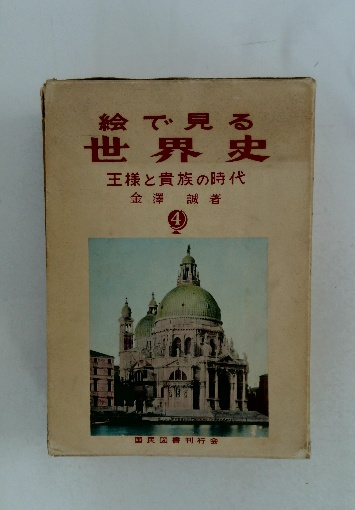 絵で見る
世界史
王様と貴族の時代
金澤 誠 著
4
国民図書刊行会